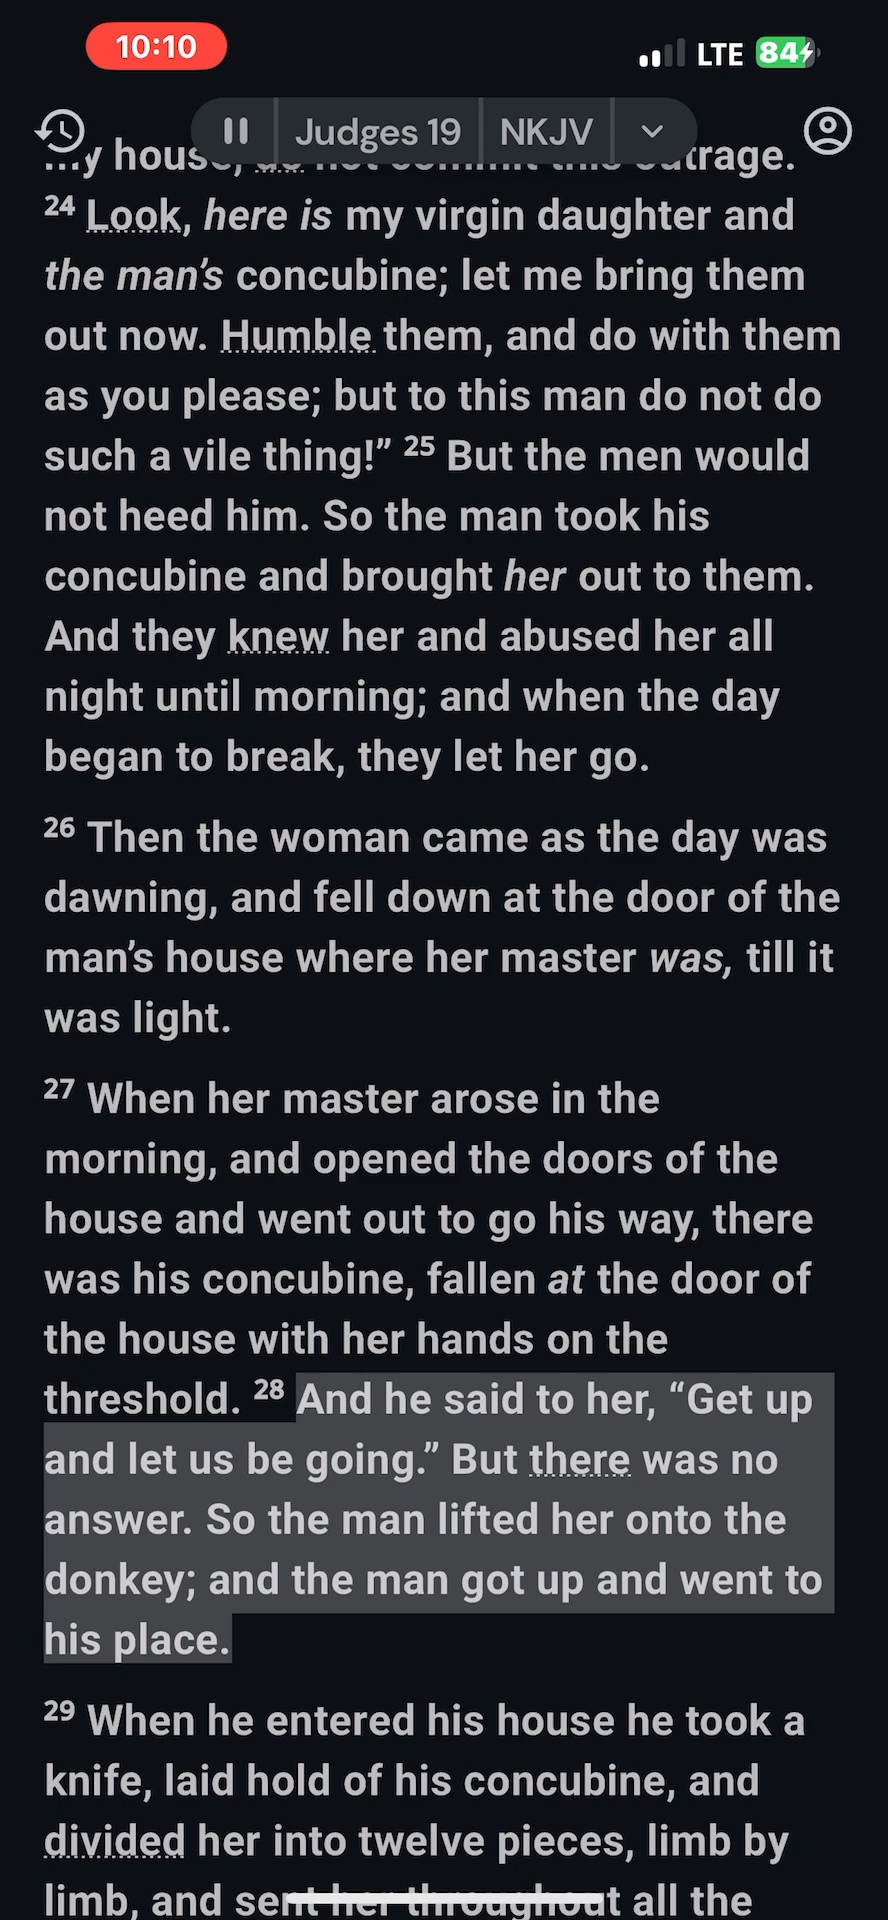 10:10
LTE
84
Judges 19
NKJV
my house, do not commit this outrage.
24 Look, here is my virgin daughter and
the man’s concubine; let me bring them
out now. Humble them, and do with them
as you please; but to this man do not do
such a vile thing!” 25 But the men would
not heed him. So the man took his
concubine and brought her out to them.
And they knew her and abused her all
night until morning; and when the day
began to break, they let her go.
26 Then the woman came as the day was
dawning, and fell down at the door of the
man’s house where her master was, till it
was light.
27 When her master arose in the
morning, and opened the doors of the
house and went out to go his way, there
was his concubine, fallen at the door of
the house with her hands on the
threshold. 28 And he said to her, “Get up
and let us be going.” But there was no
answer. So the man lifted her onto the
donkey; and the man got up and went to
his place.
29 When he entered his house he took a
knife, laid hold of his concubine, and
divided her into twelve pieces, limb by
limb, and sent her throughout all the